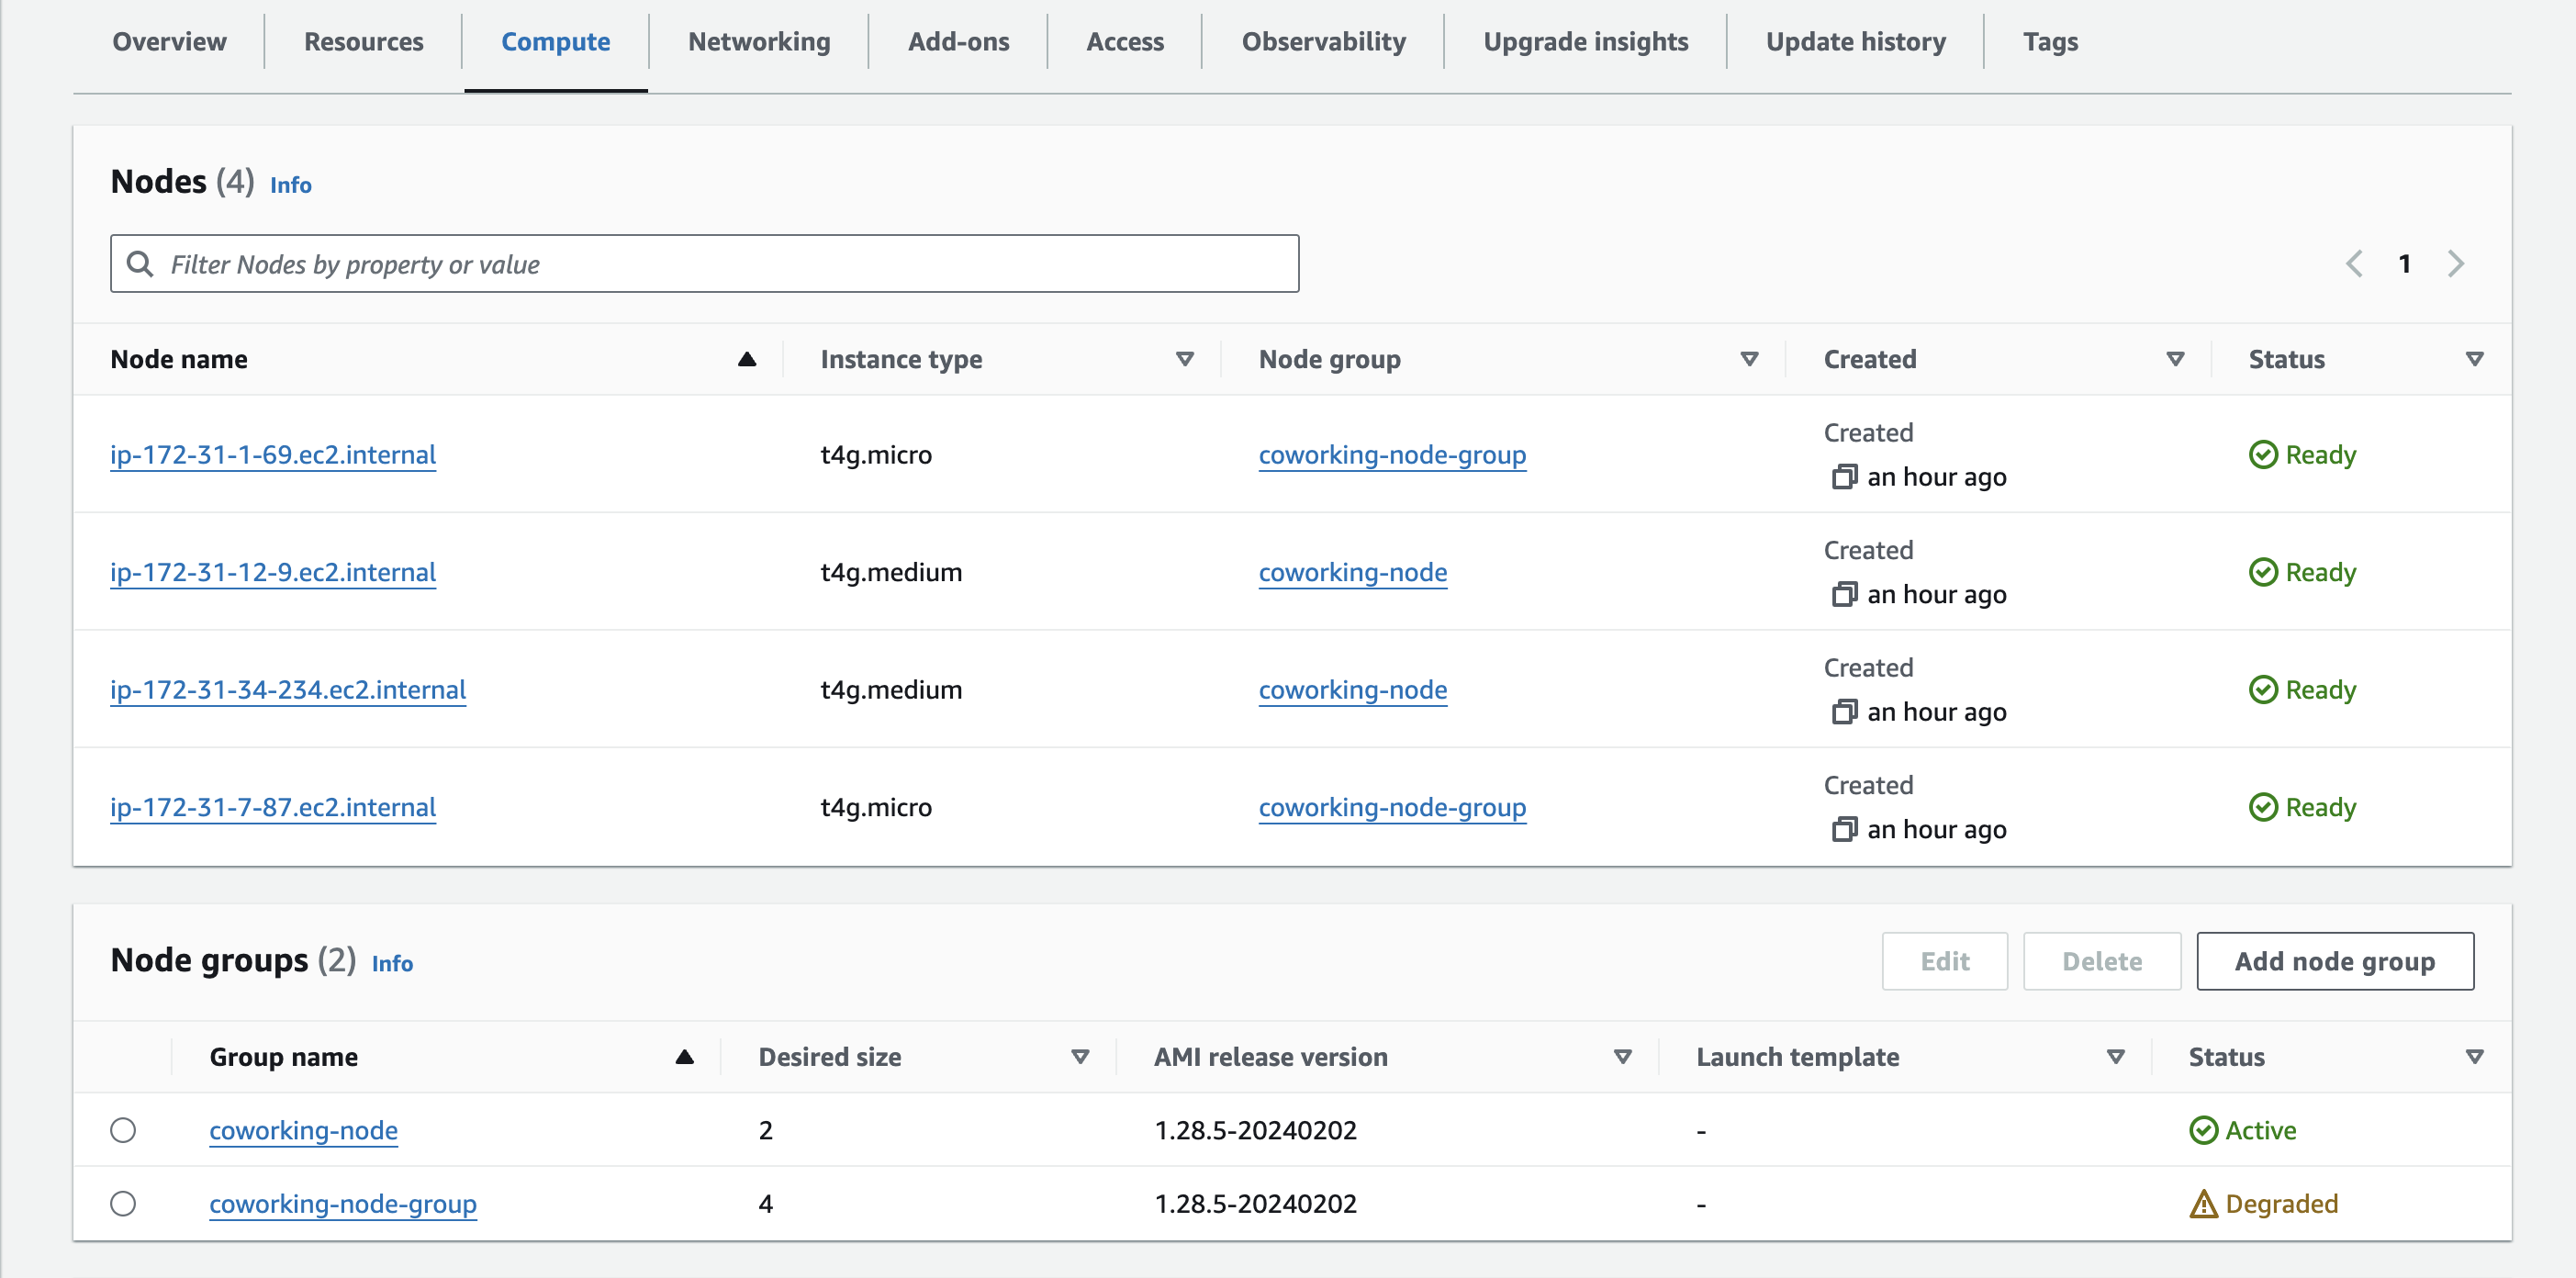 Overview Resources Compute Networking Add-ons Access Observability Upgrade insights Update history Tags
Nodes (4) Info
Filter Nodes by property or value
1
Node name Instance type Node group Created Status
Created
ip-172-31-1-69.ec2.internal t4g.micro coworking-node-group an hour ago Ready
Created
ip-172-31-12-9.ec2.internal t4g.medium coworking-node an hour ago Ready
Created
ip-172-31-34-234.ec2.internal t4g.medium coworking-node an hour ago Ready
Created
ip-172-31-7-87.ec2.internal t4g.micro coworking-node-group an hour ago Ready
Node groups (2) Info Edit Delete Add node group
Group name Desired size AMI release version Launch template Status
coworking-node 2 1.28.5-20240202 - Active
coworking-node-group 4 1.28.5-20240202 - Degraded